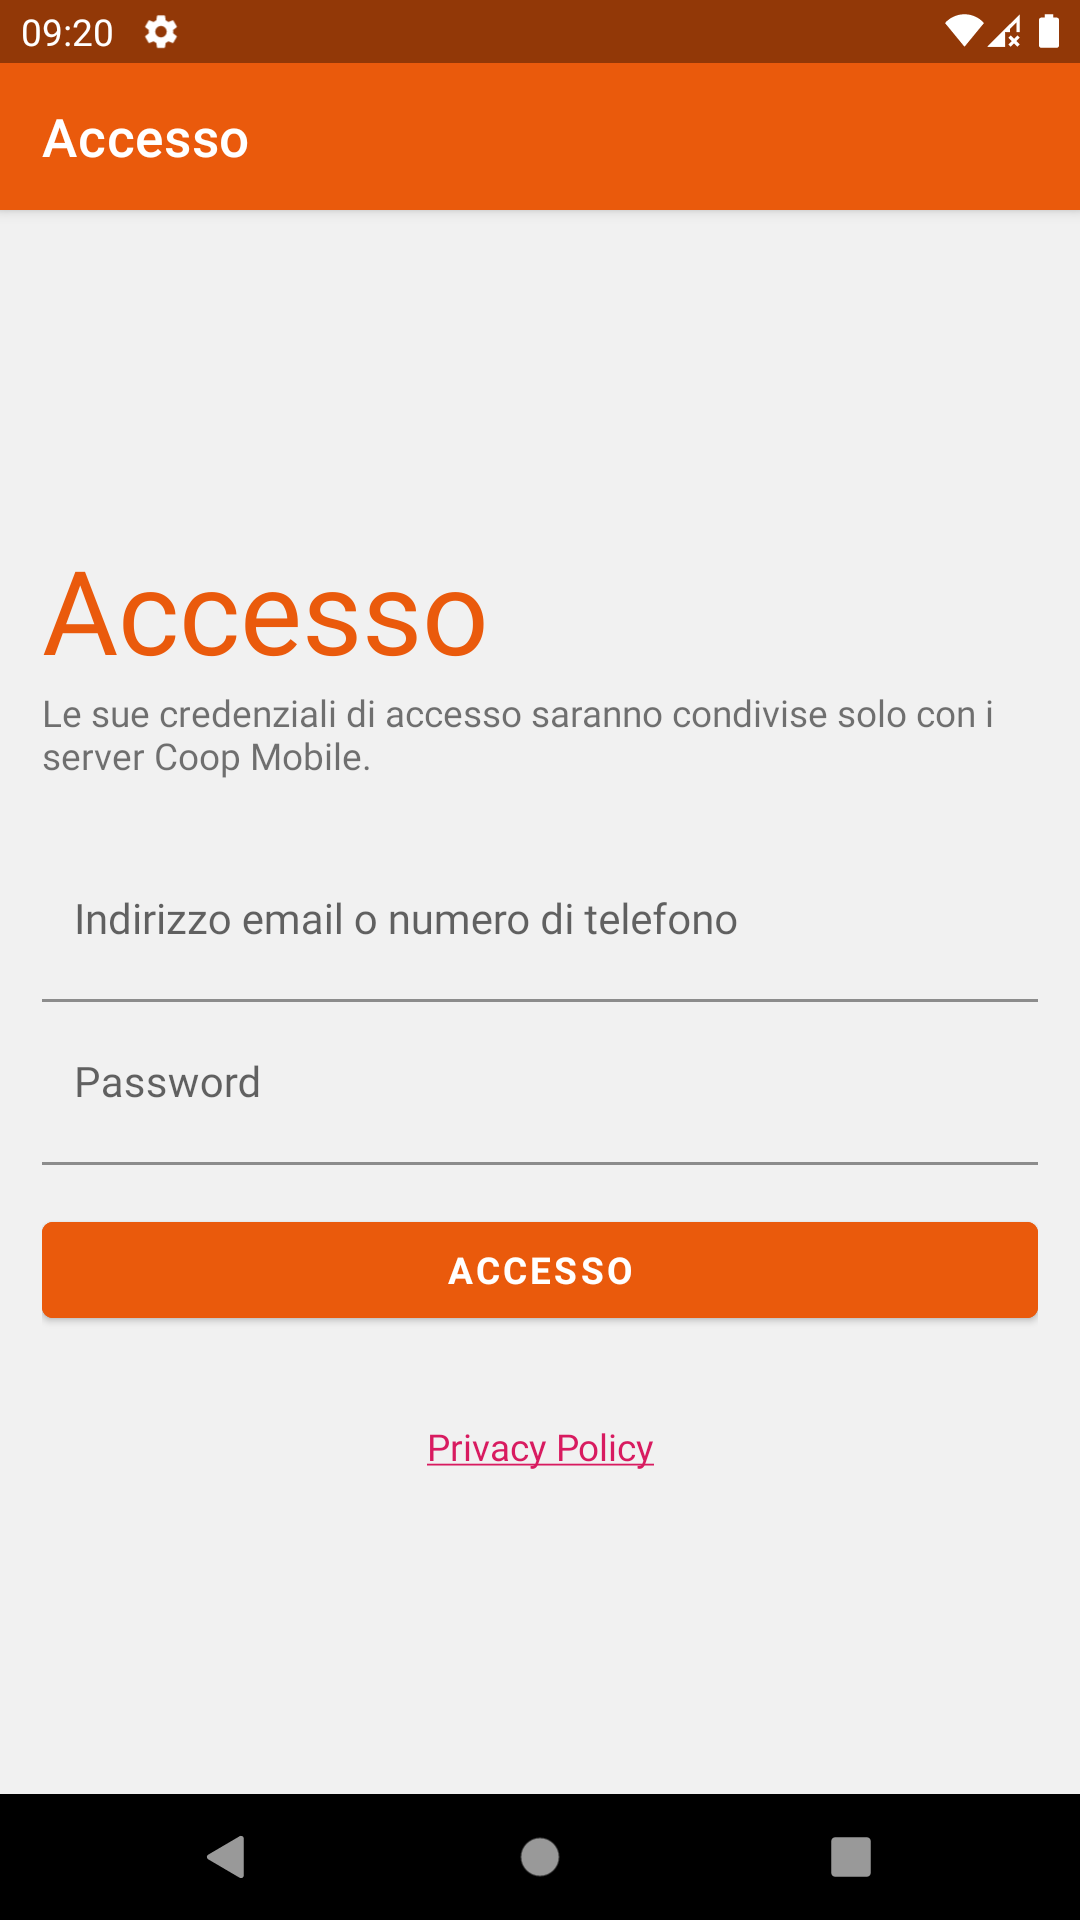 09:20
Accesso
Accesso
Le sue credenziali di accesso saranno condivise solo con i
server Coop Mobile.
Indirizzo email o numero di telefono
Password
ACCESSO
Privacy Policy